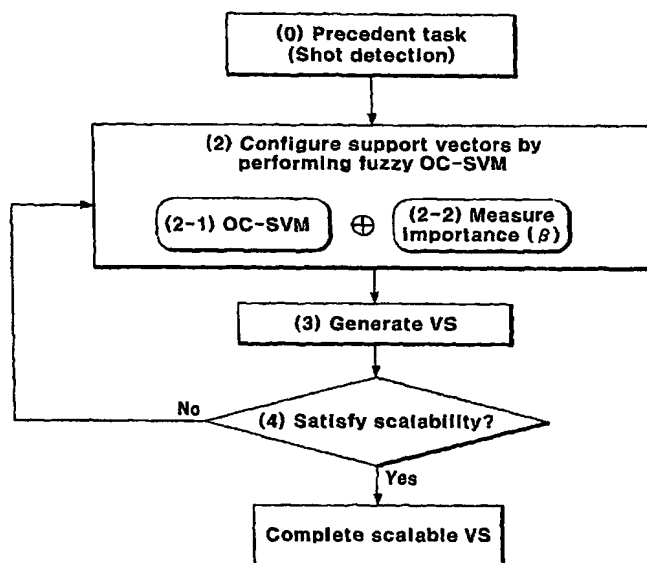 (0) Precedent task
(Shot detection)
(2) Configure support vectors by
performing fuzzy OC-SVM
(2-1) OC-SVM
⊕
(2-2) Measure
importance (β)
(3) Generate VS
No
(4) Satisfy scalability?
Yes
Complete scalable VS